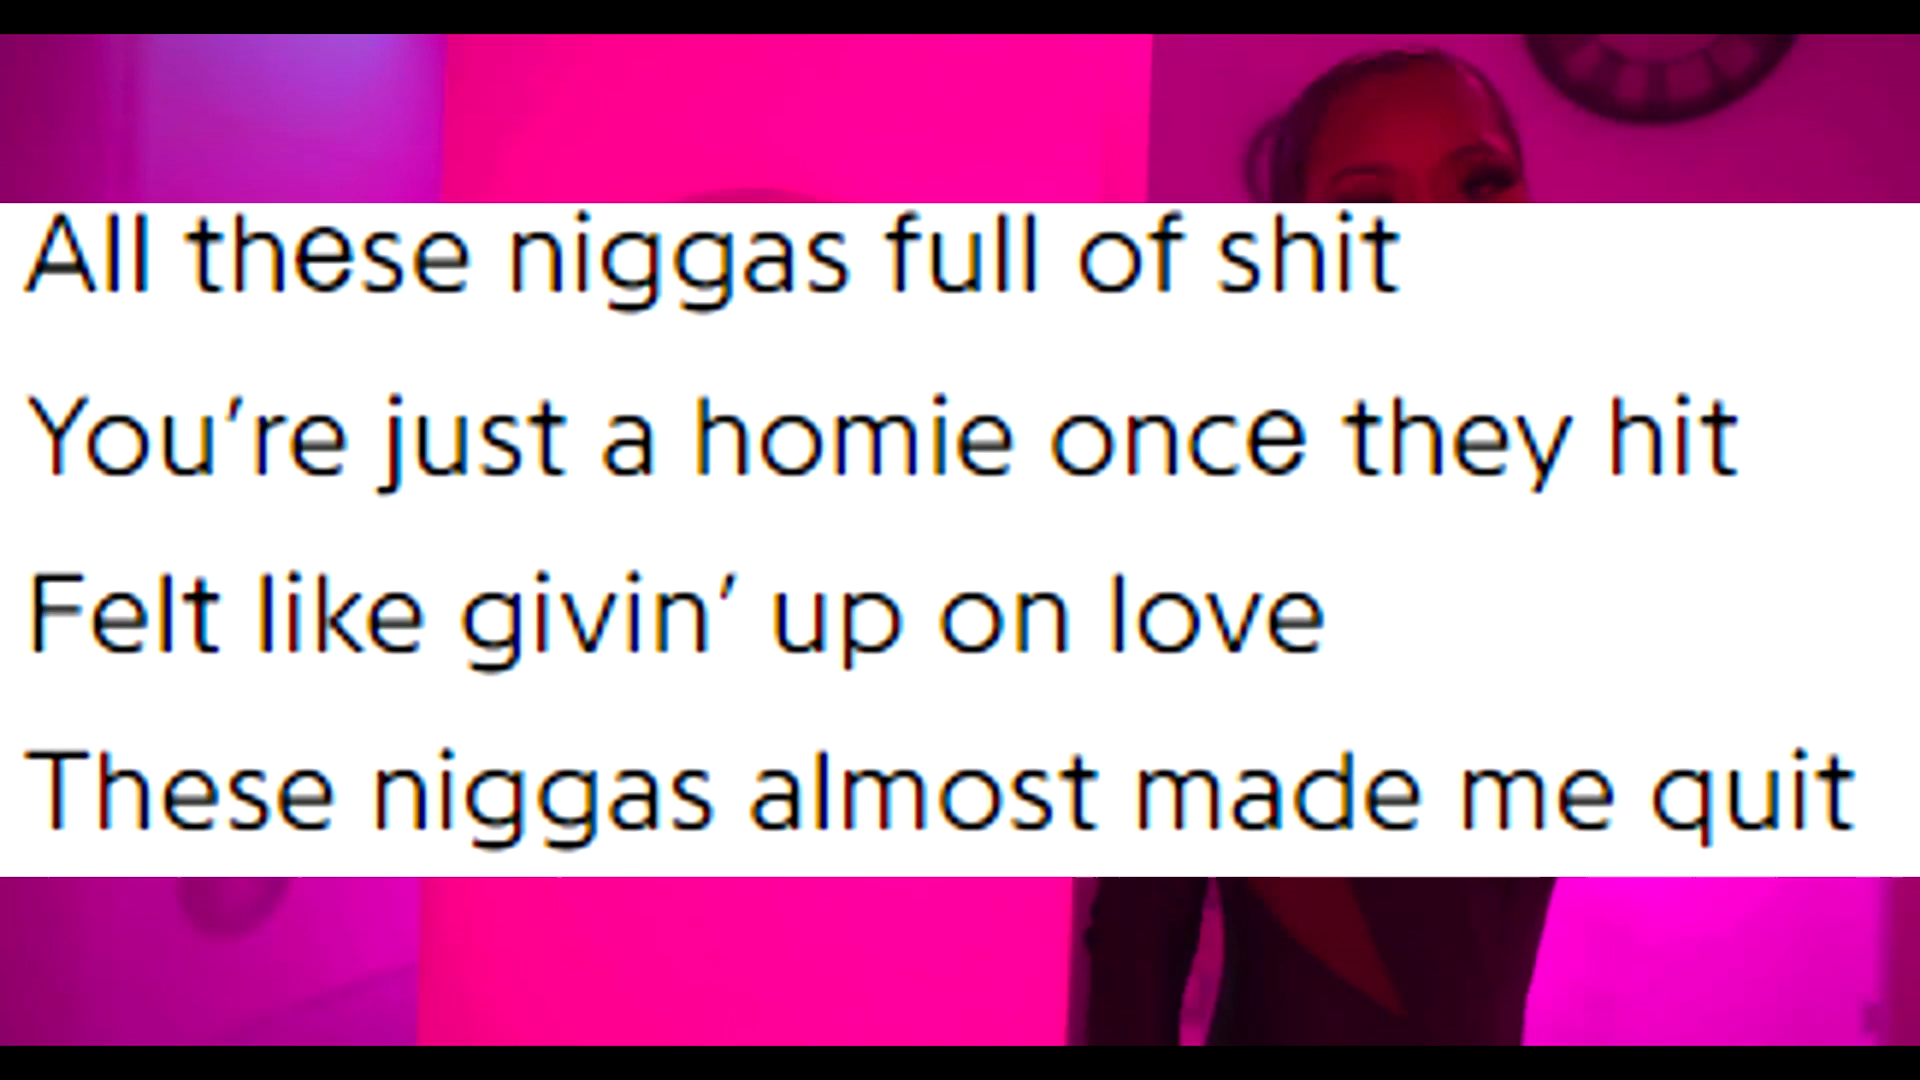 All these niggas full of shit
You’re just a homie once they hit
Felt like givin’ up on love
These niggas almost made me quit